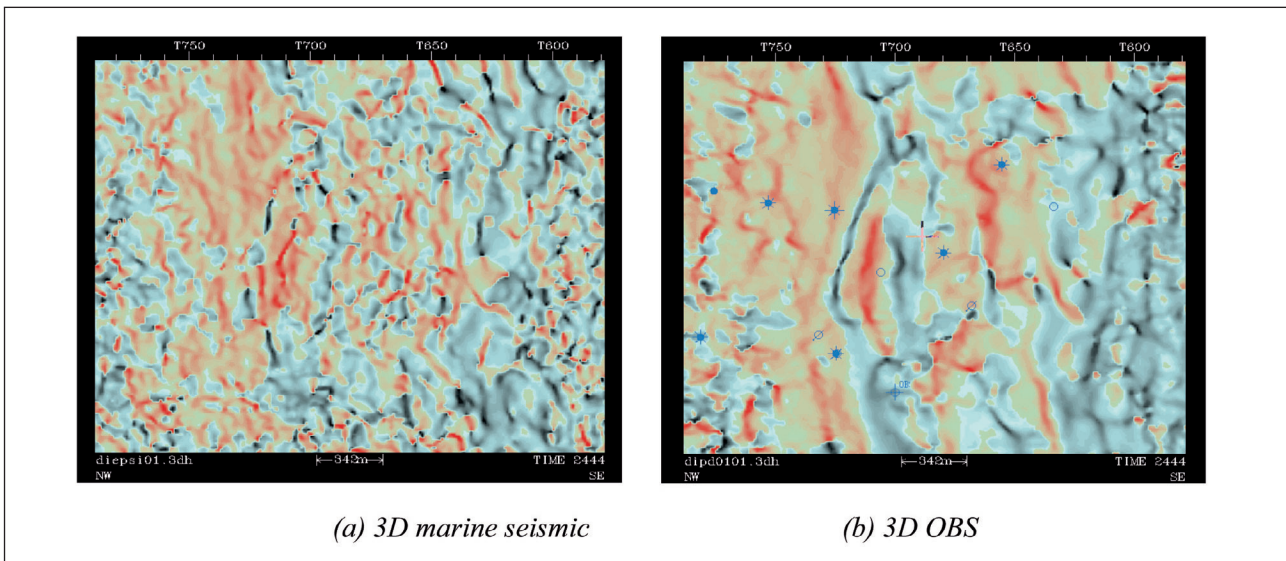 T750 T700 T650 T600
diepsi01.3dh 342m TIME 2444
NW SE
(a) 3D marine seismic
T750 T700 T650 T600
dipd0101.3dh 342m TIME 2444
NW SE
(b) 3D OBS